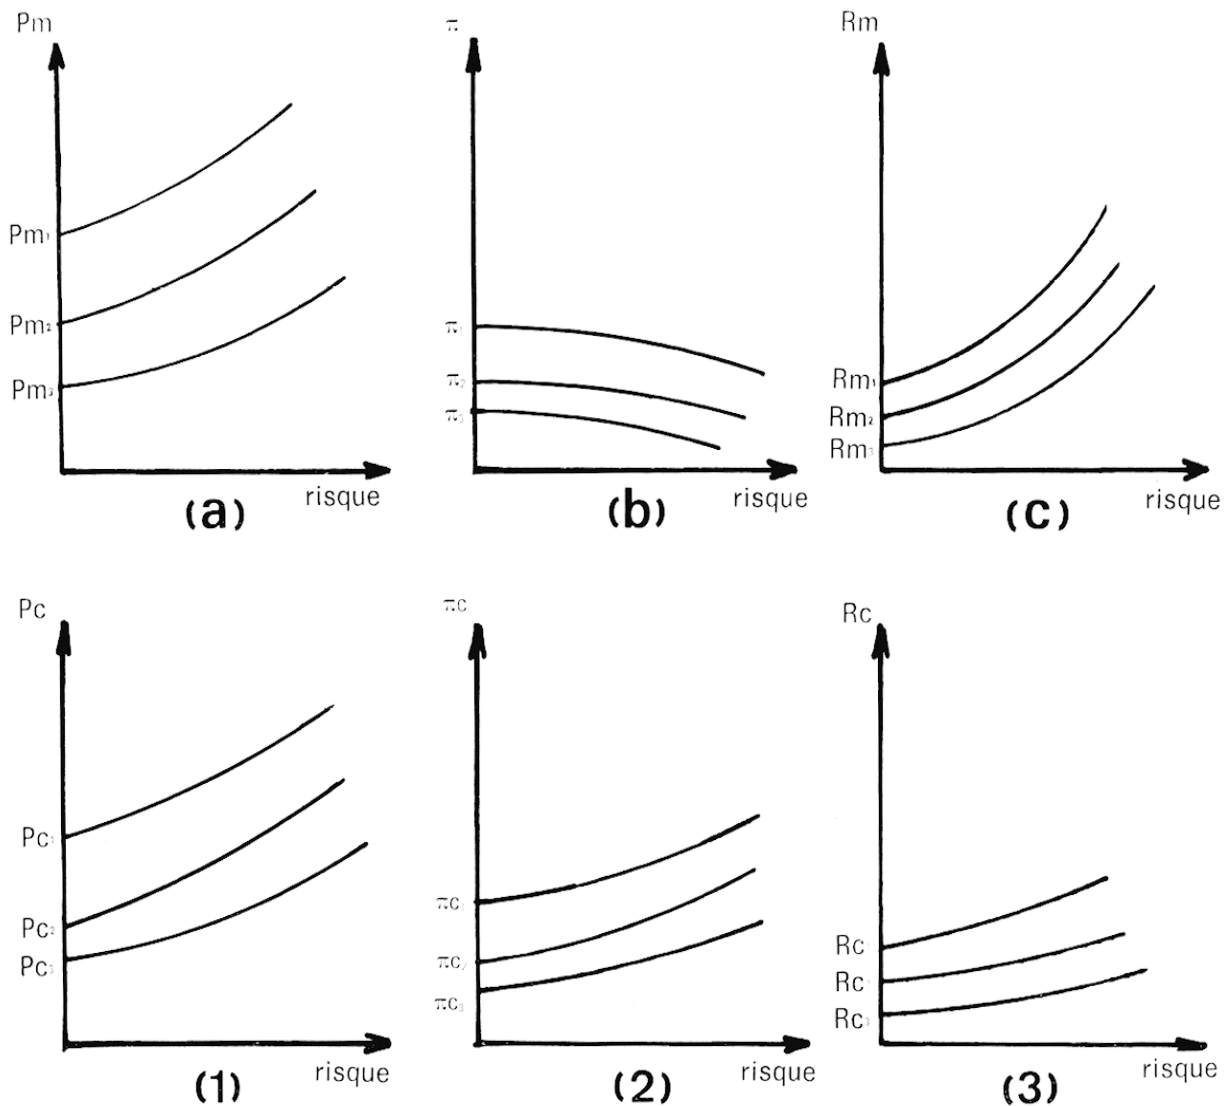 Pm
Pm₁
Pm₂
Pm₃
risque
(a)
π
π₁
π₂
π₃
risque
(b)
Rm
Rm₁
Rm₂
Rm₃
risque
(c)
Pc
Pc₁
Pc₂
Pc₃
risque
(1)
πc
πc₁
πc₂
πc₃
risque
(2)
Rc
Rc
Rc
Rc₃
risque
(3)